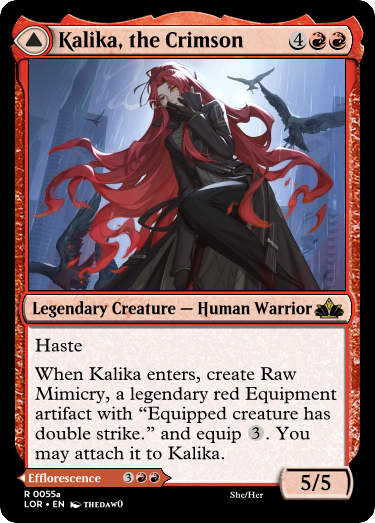 Kalika, the Crimson 4
Legendary Creature — Human Warrior
Haste
When Kalika enters, create Raw
Mimicry, a legendary red Equipment
artifact with “Equipped creature has
double strike.” and equip 3. You
may attach it to Kalika.
Efflorescence 3
5/5
R 0055a
LOR • EN THEDAW0
She/Her